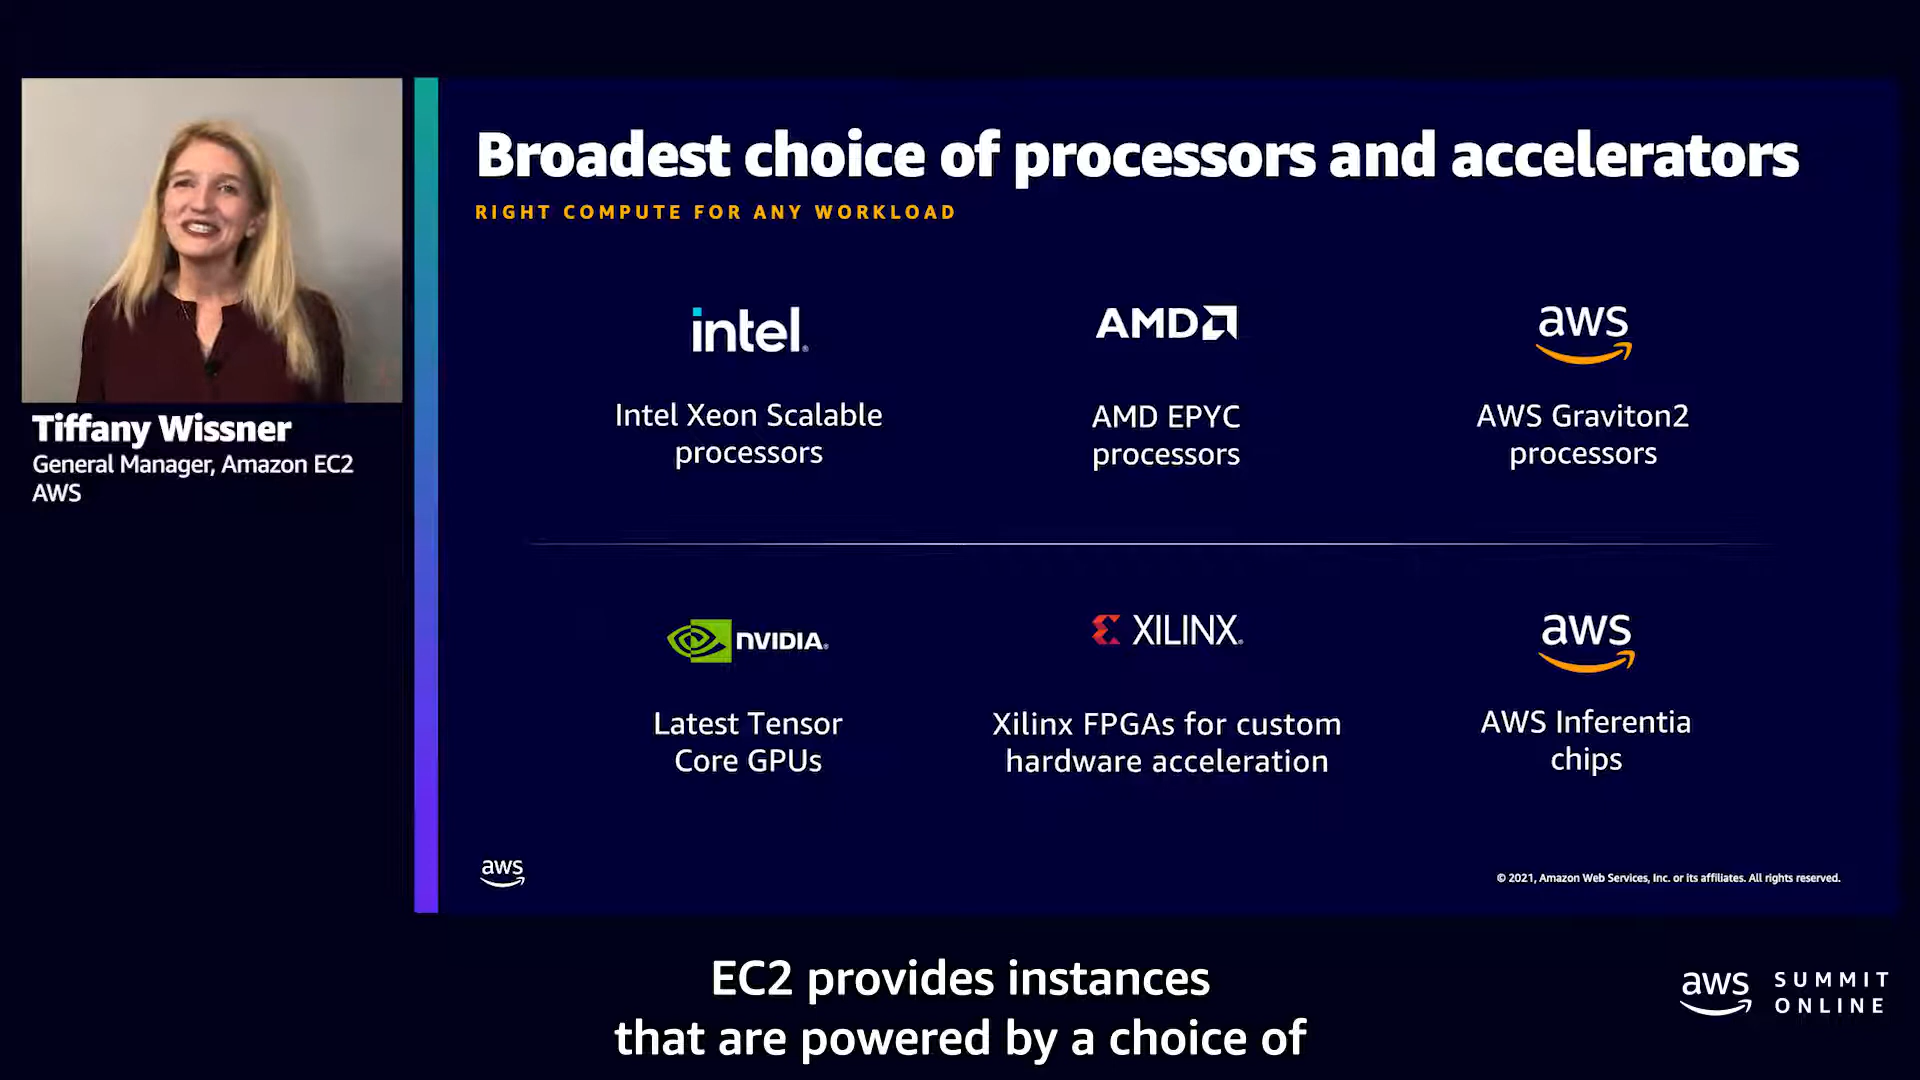 Tiffany Wissner
General Manager, Amazon EC2
AWS
Broadest choice of processors and accelerators
RIGHT COMPUTE FOR ANY WORKLOAD
intel.
Intel Xeon Scalable
processors
AMD
AMD EPYC
processors
aws
AWS Graviton2
processors
NVIDIA.
Latest Tensor
Core GPUs
XILINX.
Xilinx FPGAs for custom
hardware acceleration
aws
AWS Inferentia
chips
aws
© 2021, Amazon Web Services, Inc. or its affiliates. All rights reserved.
EC2 provides instances
that are powered by a choice of
aws
SUMMIT
ONLINE